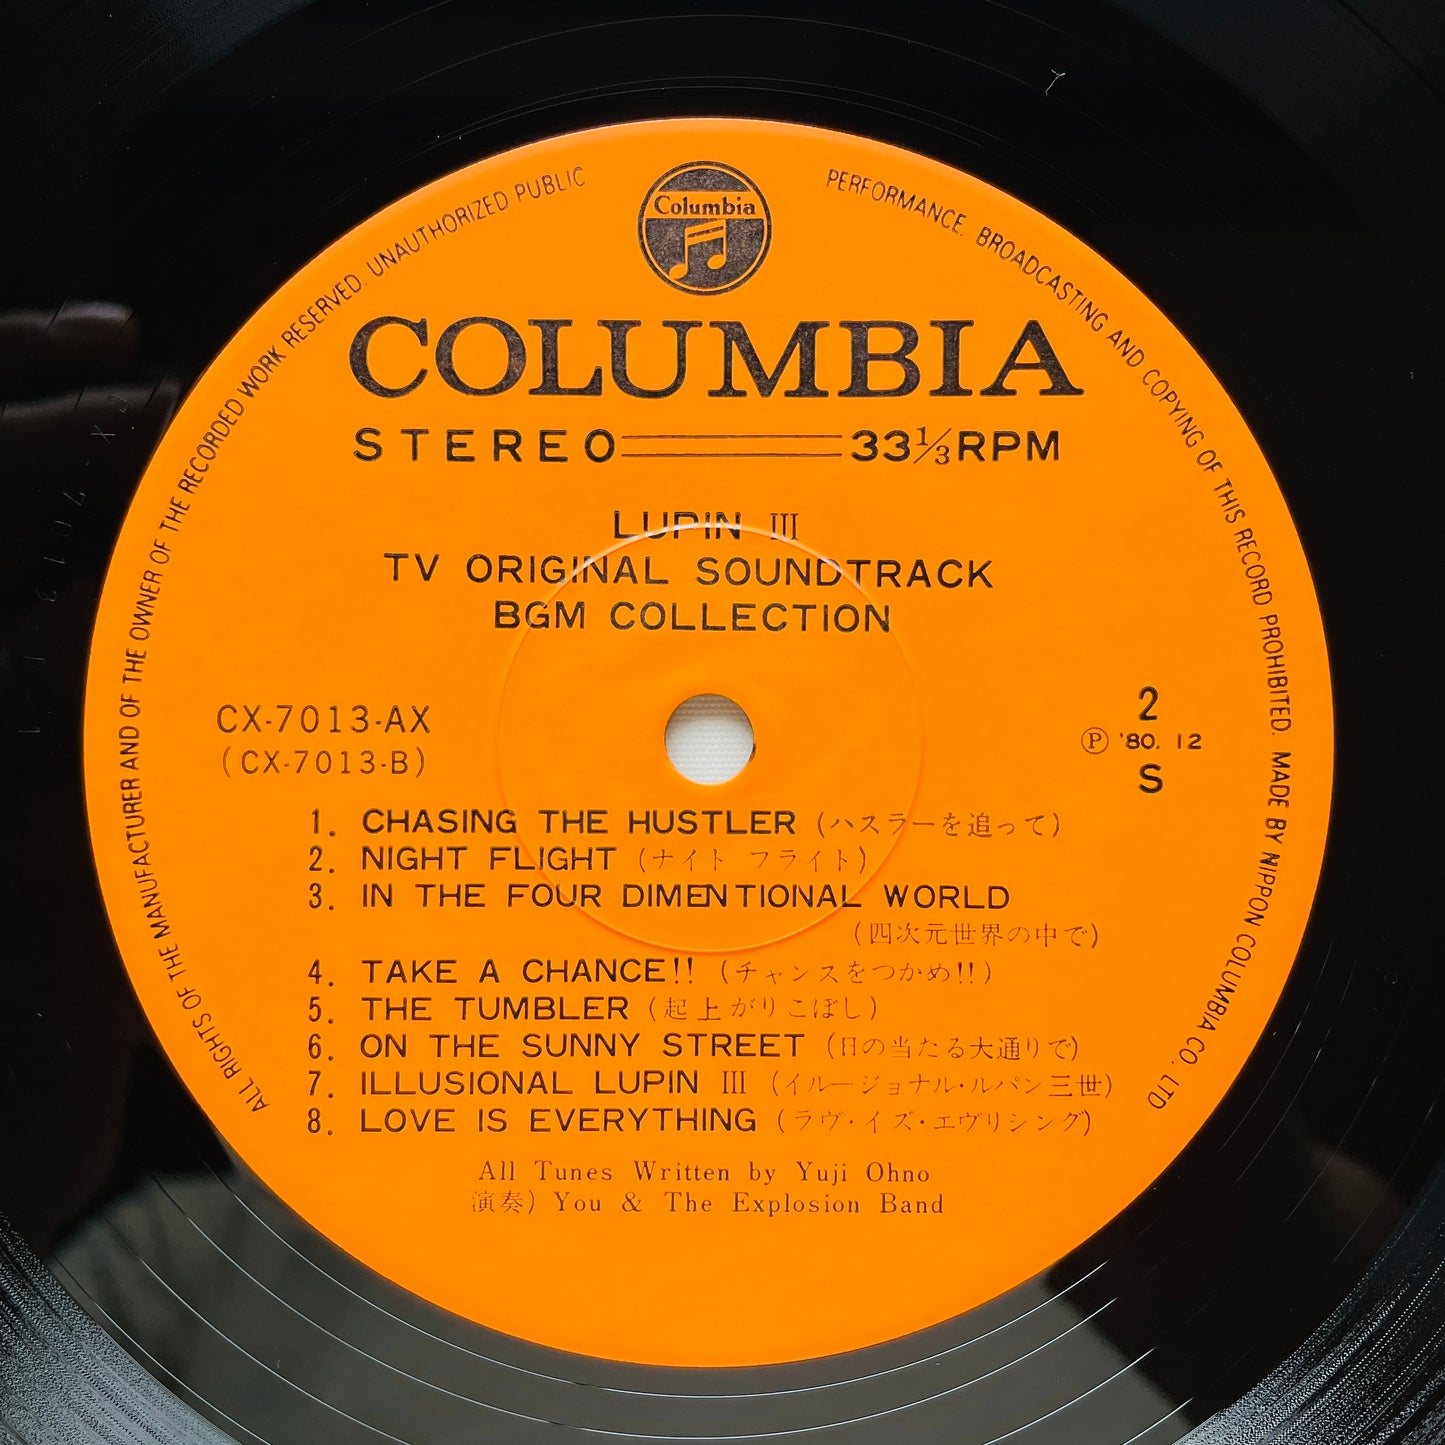 ALL RIGHTS OF THE MANUFACTURER AND OF THE OWNER OF THE RECORDED WORK RESERVED. UNAUTHORIZED PUBLIC PERFORMANCE. BROADCASTING AND COPYING OF THIS RECORD PROHIBITED. MADE BY NIPPON COLUMBIA CO., LTD
Columbia
COLUMBIA
STEREO 33 1/3 RPM
LUPIN III
TV ORIGINAL SOUNDTRACK
BGM COLLECTION
CX-7013-AX
(CX-7013-B)
2
Ⓟ '80. 12
S
1. CHASING THE HUSTLER (ハスラーを追って)
2. NIGHT FLIGHT (ナイト フライト)
3. IN THE FOUR DIMENTIONAL WORLD
(四次元世界の中で)
4. TAKE A CHANCE!! (チャンスをつかめ!!)
5. THE TUMBLER (起上がりこぼし)
6. ON THE SUNNY STREET (日の当たる大通りで)
7. ILLUSIONAL LUPIN III (イルージョナル・ルパン三世)
8. LOVE IS EVERYTHING (ラヴ・イズ・エヴリシング)
All Tunes Written by Yuji Ohno
演奏) You & The Explosion Band